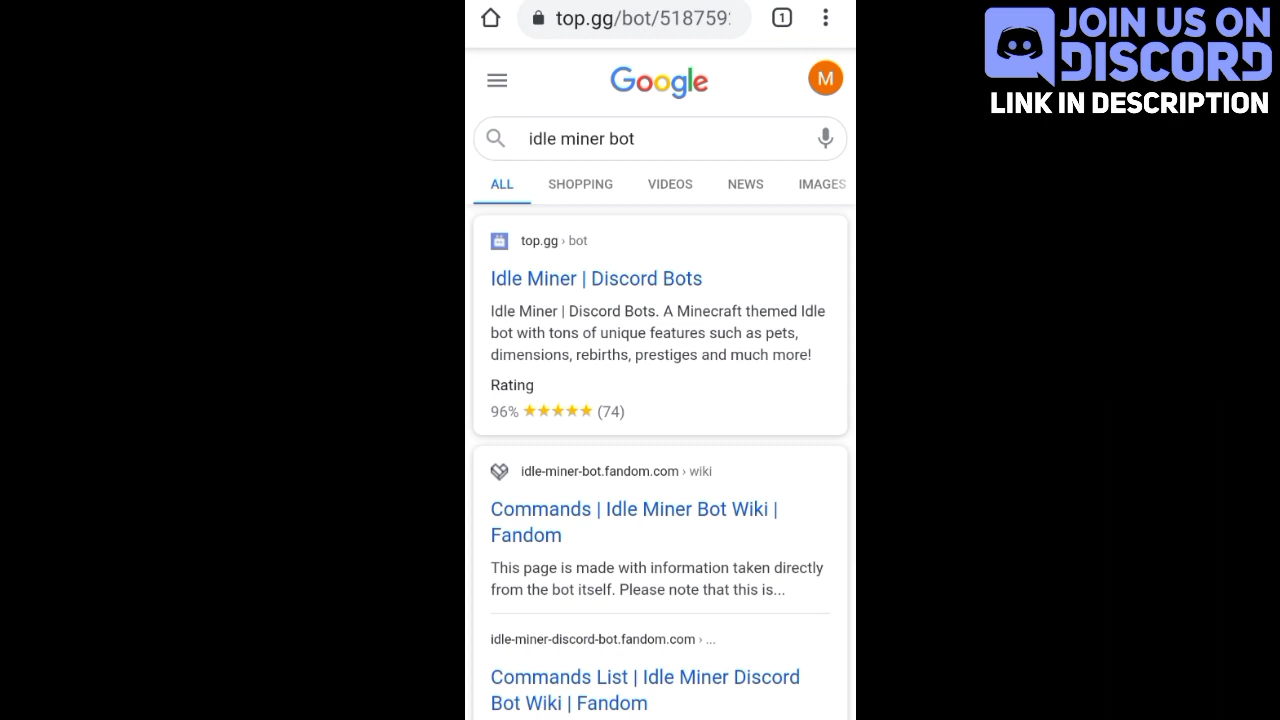 top.gg/bot/518759
1
JOIN US ON
DISCORD
LINK IN DESCRIPTION
Google
M
idle miner bot
ALL SHOPPING VIDEOS NEWS IMAGES
top.gg › bot
Idle Miner | Discord Bots
Idle Miner | Discord Bots. A Minecraft themed Idle
bot with tons of unique features such as pets,
dimensions, rebirths, prestiges and much more!
Rating
96% ★★★★★ (74)
idle-miner-bot.fandom.com › wiki
Commands | Idle Miner Bot Wiki |
Fandom
This page is made with information taken directly
from the bot itself. Please note that this is...
idle-miner-discord-bot.fandom.com › ...
Commands List | Idle Miner Discord
Bot Wiki | Fandom